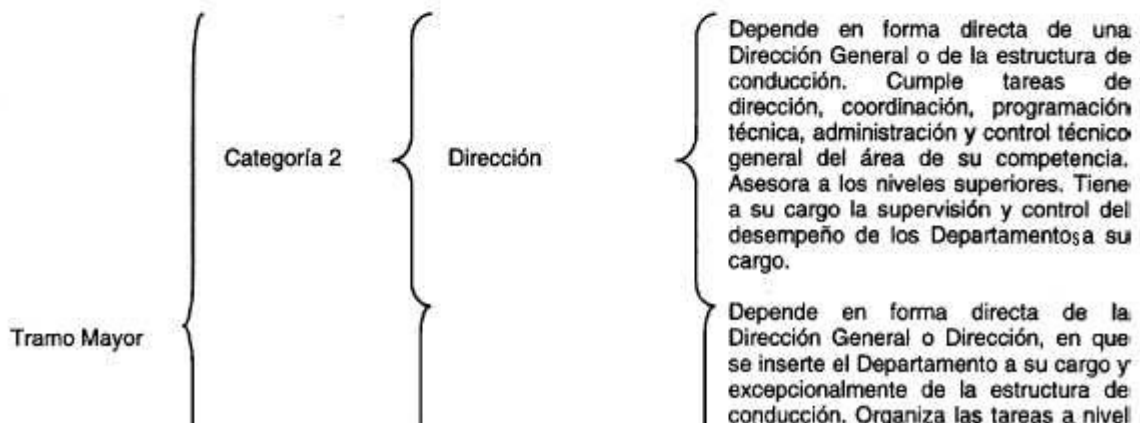 Depende en forma directa de una
Dirección General o de la estructura de
conducción. Cumple tareas de
dirección, coordinación, programación
técnica, administración y control técnico
Categoría 2 Dirección general del área de su competencia.
Asesora a los niveles superiores. Tiene
a su cargo la supervisión y control del
desempeño de los Departamentos a su
cargo.
Depende en forma directa de la
Tramo Mayor Dirección General o Dirección, en que
se inserte el Departamento a su cargo y
excepcionalmente de la estructura de
conducción. Organiza las tareas a nivel